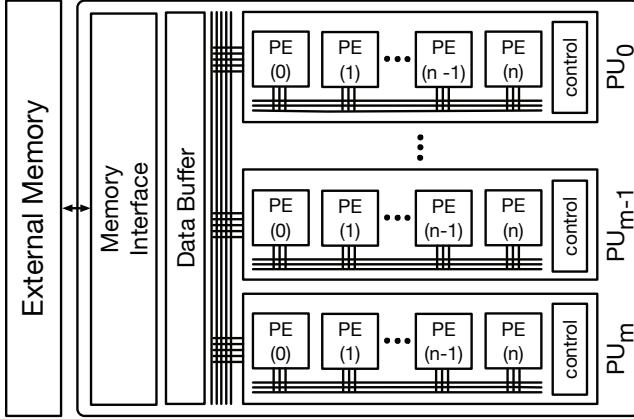 External Memory
Memory
Interface
Data Buffer
PE
(0)
PE
(1)
PE
(n -1)
PE
(n)
control
PU0
PE
(0)
PE
(1)
PE
(n-1)
PE
(n)
control
PUm-1
PE
(0)
PE
(1)
PE
(n-1)
PE
(n)
control
PUm